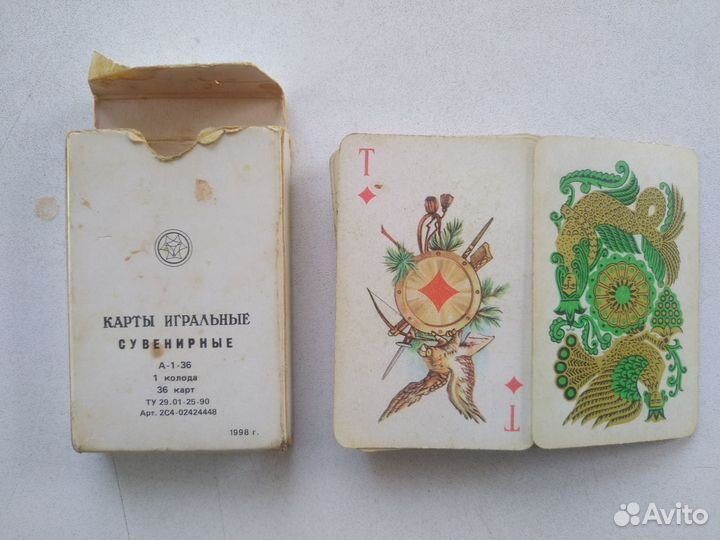 КАРТЫ ИГРАЛЬНЫЕ
СУВЕНИРНЫЕ
А-1-36
1 колода
36 карт
ТУ 29.01-25-90
Арт. 2С4-02424448
1998 г.
Т
Т
Avito